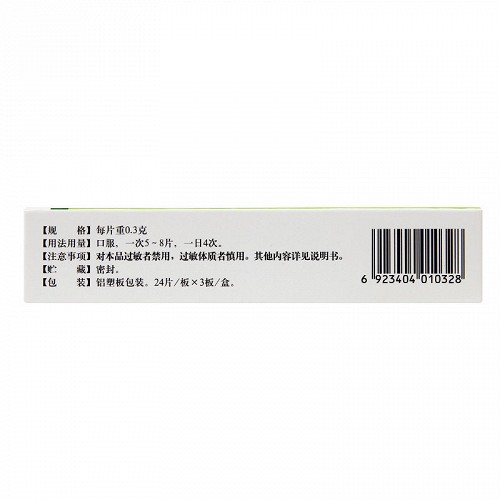 【规　　格】每片重0.3克
【用法用量】口服，一次5~8片，一日4次。
【注意事项】对本品过敏者禁用，过敏体质者慎用。其他内容详见说明书。
【贮　　藏】密封。
【包　　装】铝塑板包装。24片/板×3板/盒。
6 923404 010328